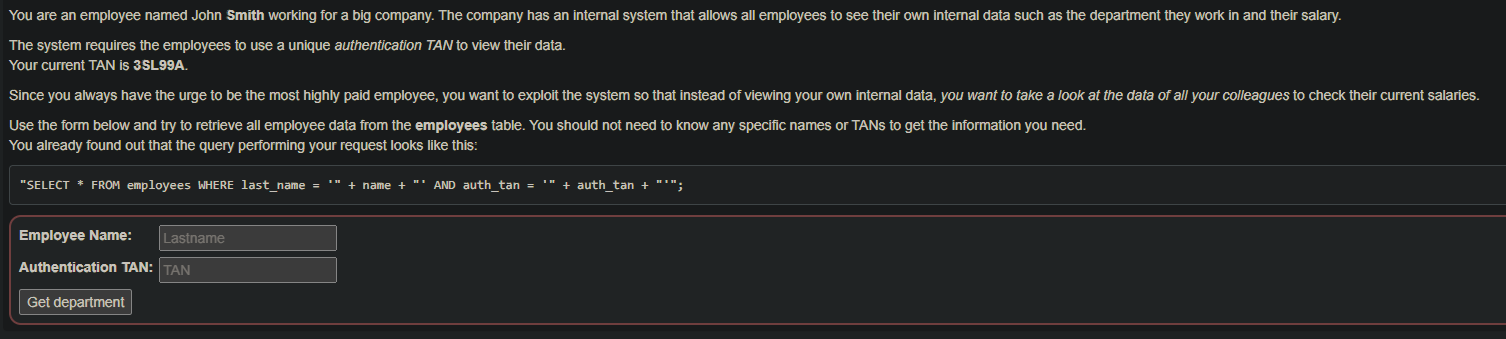 You are an employee named John Smith working for a big company. The company has an internal system that allows all employees to see their own internal data such as the department they work in and their salary.
The system requires the employees to use a unique authentication TAN to view their data.
Your current TAN is 3SL99A.
Since you always have the urge to be the most highly paid employee, you want to exploit the system so that instead of viewing your own internal data, you want to take a look at the data of all your colleagues to check their current salaries.
Use the form below and try to retrieve all employee data from the employees table. You should not need to know any specific names or TANs to get the information you need.
You already found out that the query performing your request looks like this:
"SELECT * FROM employees WHERE last_name = '" + name + "' AND auth_tan = '" + auth_tan + "'";
Employee Name: Lastname
Authentication TAN: TAN
Get department